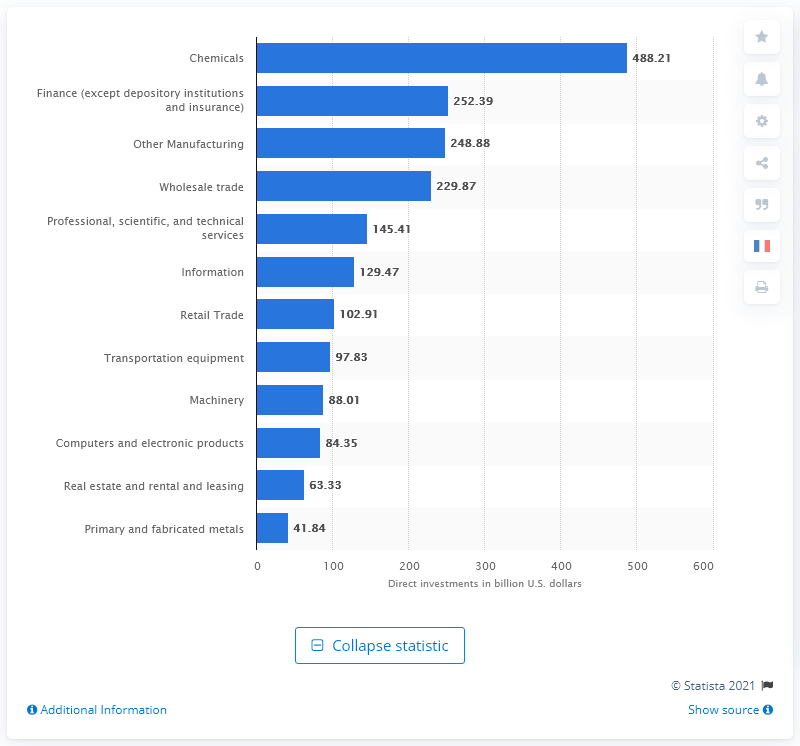 Chemicals
488.21
Finance (except depository institutions
and insurance)
252.39
Other Manufacturing
248.88
Wholesale trade
229.87
Professional, scientific, and technical
services
145.41
Information
129.47
Retail Trade
102.91
Transportation equipment
97.83
Machinery
88.01
Computers and electronic products
84.35
Real estate and rental and leasing
63.33
Primary and fabricated metals
41.84
0 100 200 300 400 500 600
Direct investments in billion U.S. dollars
Collapse statistic
© Statista 2021
Additional Information
Show source